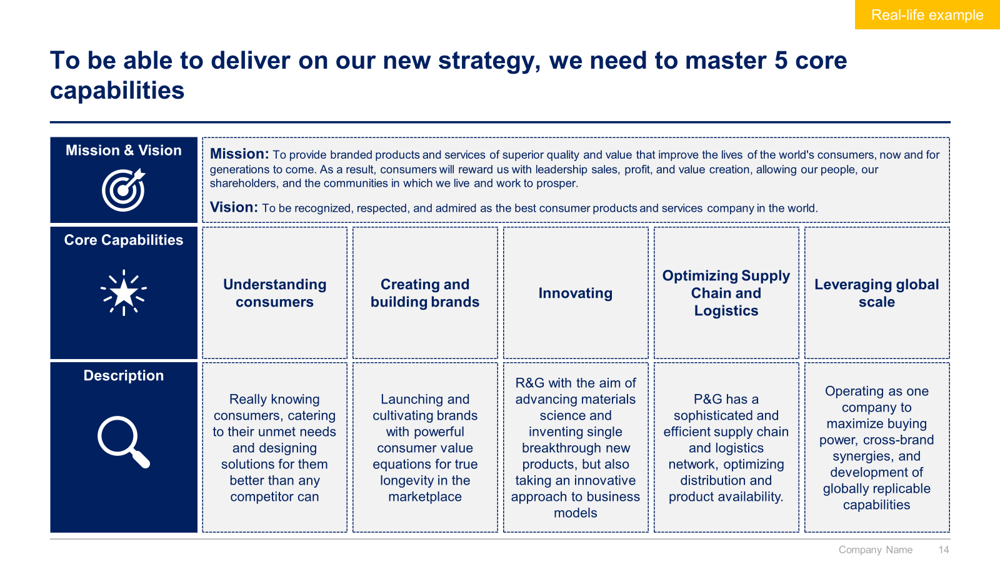 Real-life example
To be able to deliver on our new strategy, we need to master 5 core
capabilities
Mission & Vision
Mission: To provide branded products and services of superior quality and value that improve the lives of the world's consumers, now and for
generations to come. As a result, consumers will reward us with leadership sales, profit, and value creation, allowing our people, our
shareholders, and the communities in which we live and work to prosper.
Vision: To be recognized, respected, and admired as the best consumer products and services company in the world.
Core Capabilities
Understanding
consumers
Creating and
building brands
Innovating
Optimizing Supply
Chain and
Logistics
Leveraging global
scale
Description
Really knowing
consumers, catering
to their unmet needs
and designing
solutions for them
better than any
competitor can
Launching and
cultivating brands
with powerful
consumer value
equations for true
longevity in the
marketplace
R&G with the aim of
advancing materials
science and
inventing single
breakthrough new
products, but also
taking an innovative
approach to business
models
P&G has a
sophisticated and
efficient supply chain
and logistics
network, optimizing
distribution and
product availability.
Operating as one
company to
maximize buying
power, cross-brand
synergies, and
development of
globally replicable
capabilities
Company Name
14